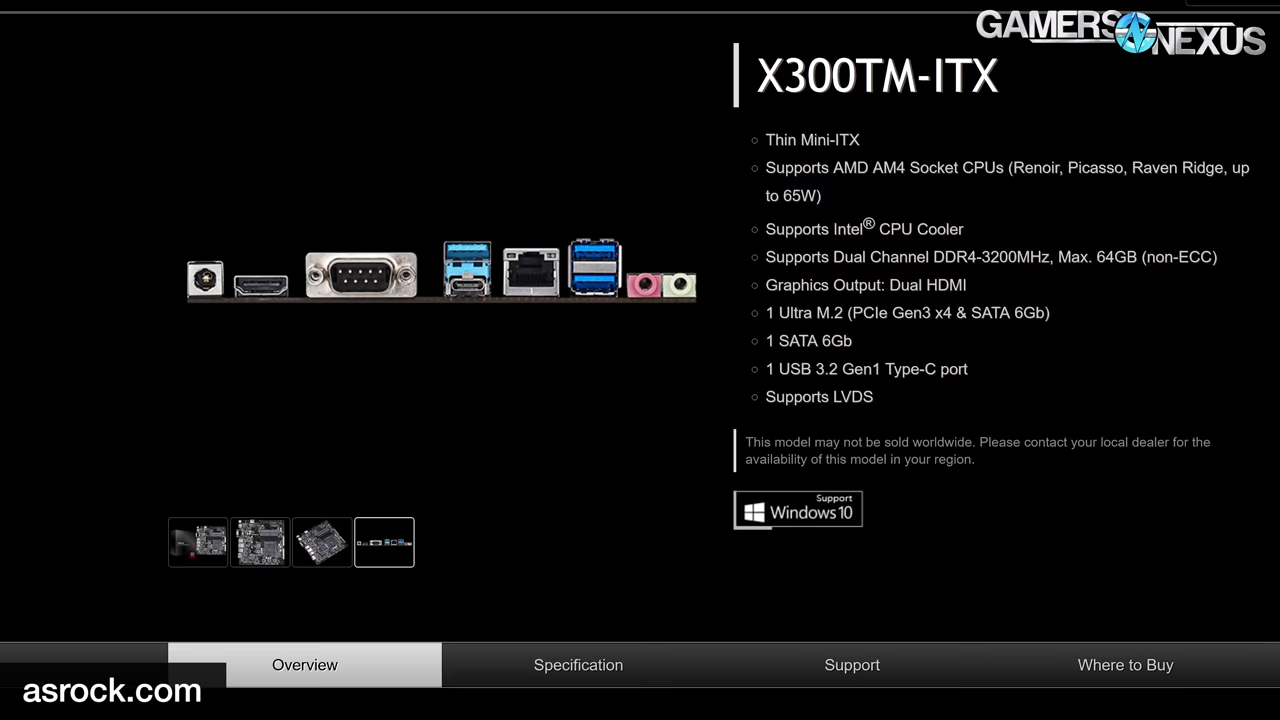 GAMERS NEXUS
X300TM-ITX
Thin Mini-ITX
Supports AMD AM4 Socket CPUs (Renoir, Picasso, Raven Ridge, up
to 65W)
Supports Intel® CPU Cooler
Supports Dual Channel DDR4-3200MHz, Max. 64GB (non-ECC)
Graphics Output: Dual HDMI
1 Ultra M.2 (PCIe Gen3 x4 & SATA 6Gb)
1 SATA 6Gb
1 USB 3.2 Gen1 Type-C port
Supports LVDS
This model may not be sold worldwide. Please contact your local dealer for the
availability of this model in your region.
Support
Windows 10
Overview
Specification
Support
Where to Buy
asrock.com